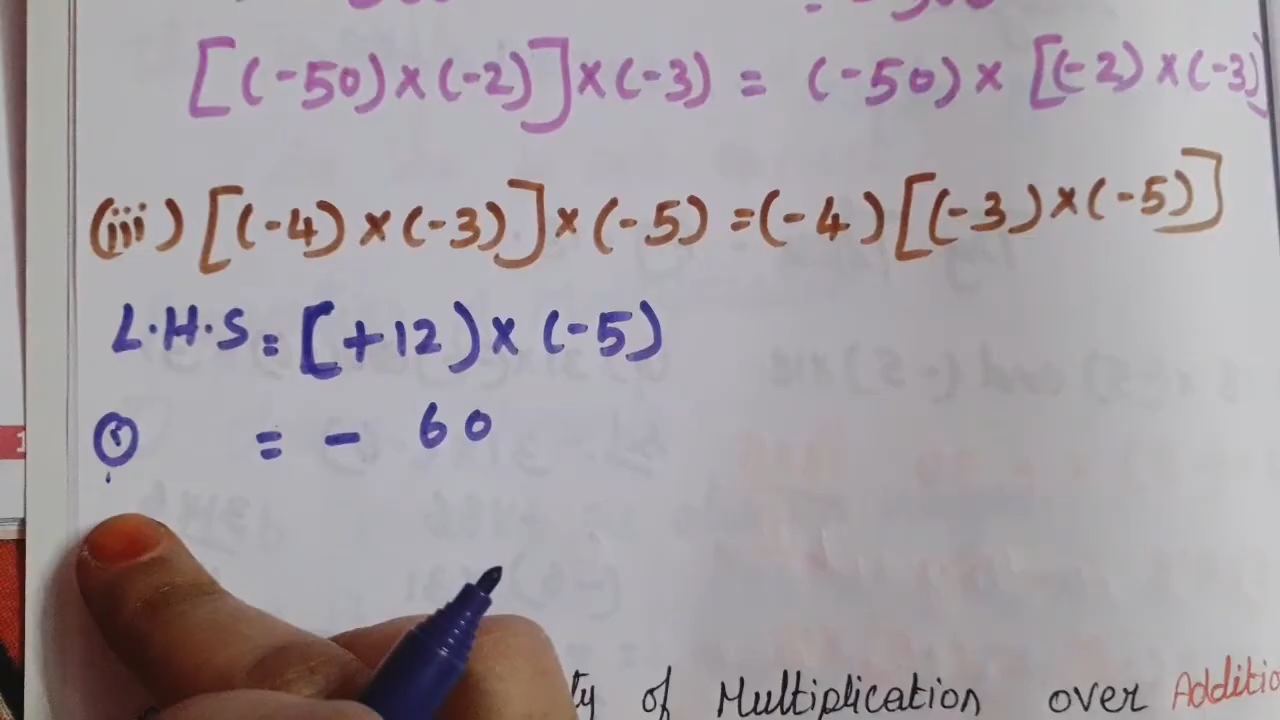 [(-50)×(-2)]×(-3) = (-50)×[(-2)×(-3)
(iii) [(-4)×(-3)]×(-5) =(-4)[(-3)×(-5)]
L.H.S = [+12)×(-5)
= - 60
ty of Multiplication over Additio